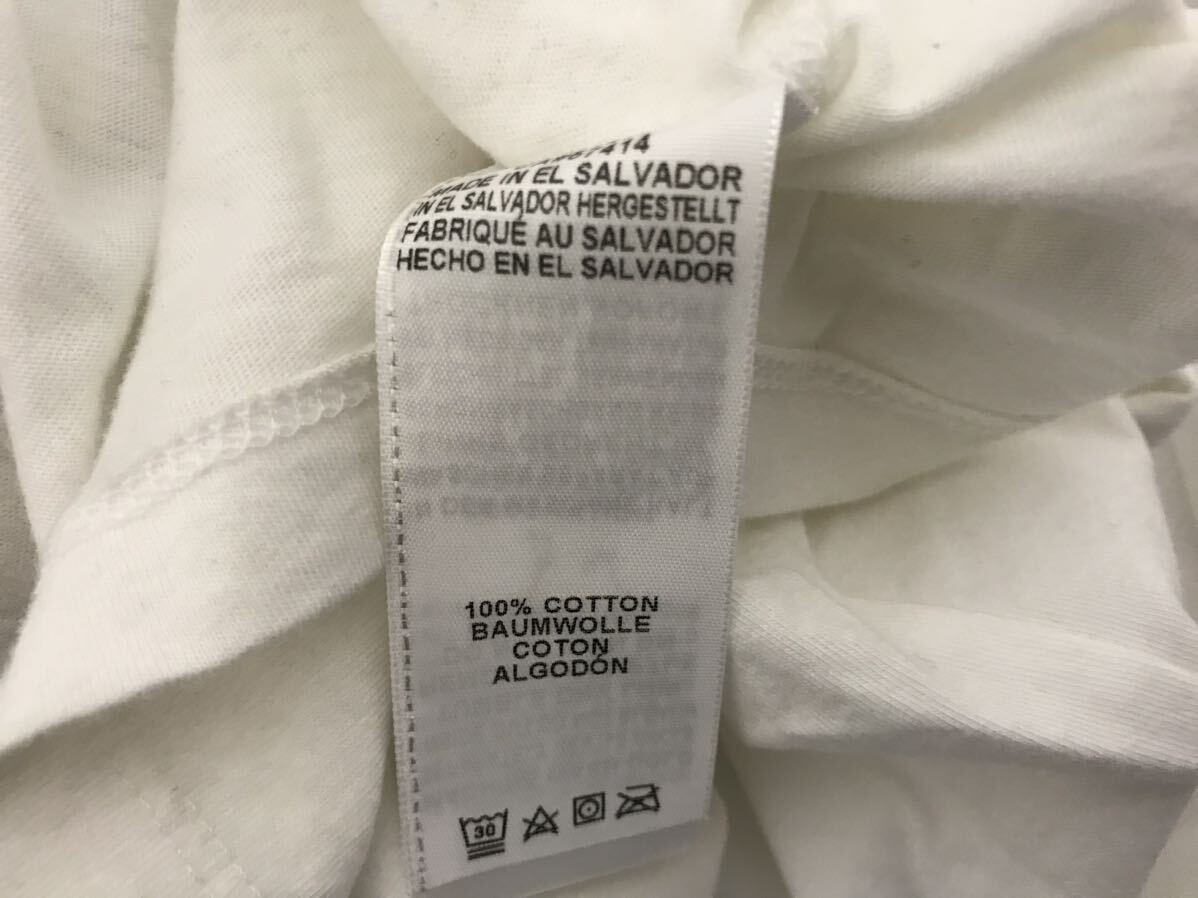 MADE IN EL SALVADOR
IN EL SALVADOR HERGESTELLT
FABRIQUÉ AU SALVADOR
HECHO EN EL SALVADOR
100% COTTON
BAUMWOLLE
COTON
ALGODÓN
30